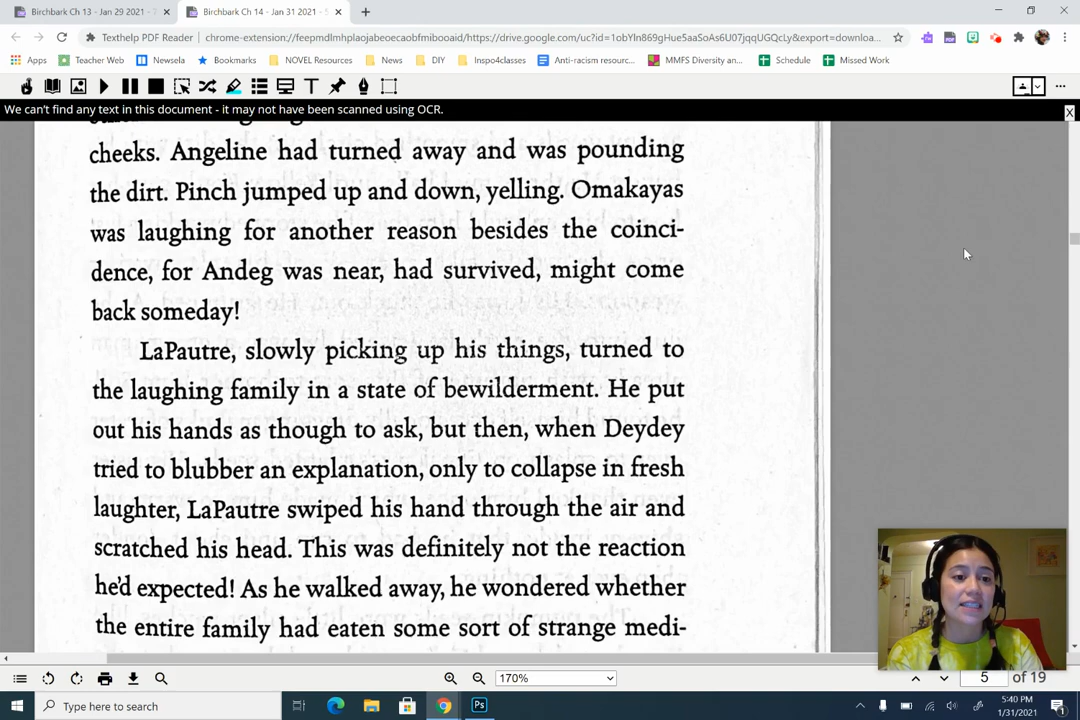 Birchbark Ch 13 - Jan 29 2021 -
Birchbark Ch 14 - Jan 31 2021 - S
Texthelp PDF Reader
chrome-extension://feepmdlmhplaojabeoecaobfmibooaid/https://drive.google.com/uc?id=1obYln869gHue5aaSoAs6U07jqqUGQcLy&export=downloa...
Apps
Teacher Web
Newsela
Bookmarks
NOVEL Resources
News
DIY
Inspo4classes
Anti-racism resourc...
MMFS Diversity an...
Schedule
Missed Work
We can't find any text in this document - it may not have been scanned using OCR.
X
cheeks. Angeline had turned away and was pounding
the dirt. Pinch jumped up and down, yelling. Omakayas
was laughing for another reason besides the coinci-
dence, for Andeg was near, had survived, might come
back someday!
LaPautre, slowly picking up his things, turned to
the laughing family in a state of bewilderment. He put
out his hands as though to ask, but then, when Deydey
tried to blubber an explanation, only to collapse in fresh
laughter, LaPautre swiped his hand through the air and
scratched his head. This was definitely not the reaction
he'd expected! As he walked away, he wondered whether
the entire family had eaten some sort of strange medi-
170%
5 of 19
Type here to search
Ps
5:40 PM
1/31/2021